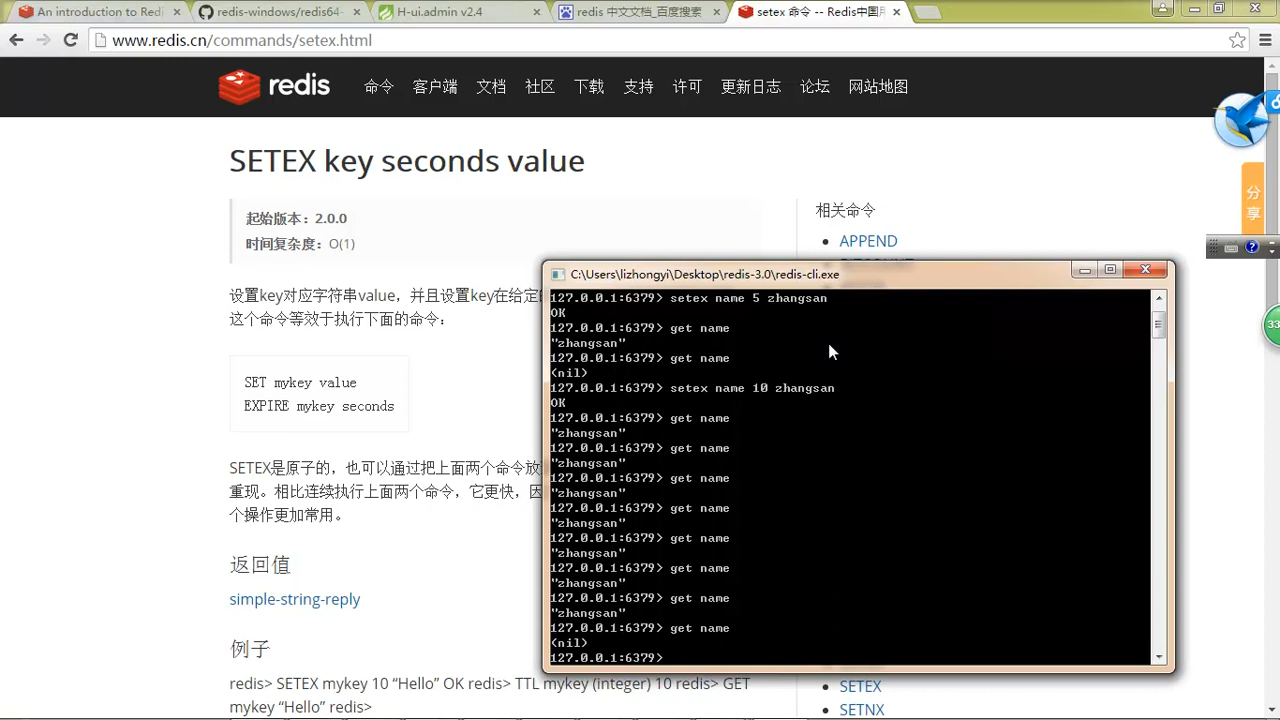 An introduction to Redi
redis-windows/redis64-
H-ui.admin v2.4
redis 中文文档_百度搜索
setex 命令 -- Redis中国用
www.redis.cn/commands/setex.html
redis 命令 客户端 文档 社区 下载 支持 许可 更新日志 论坛 网站地图
SETEX key seconds value
起始版本：2.0.0
时间复杂度：O(1)
相关命令
APPEND
分享
33
设置key对应字符串value，并且设置key在给定的
这个命令等效于执行下面的命令：
SET mykey value
EXPIRE mykey seconds
SETEX是原子的，也可以通过把上面两个命令放
重现。相比连续执行上面两个命令，它更快，因
个操作更加常用。
返回值
simple-string-reply
例子
redis> SETEX mykey 10 “Hello” OK redis> TTL mykey (integer) 10 redis> GET
mykey “Hello” redis>
SETEX
SETNX
C:\Users\lizhongyi\Desktop\redis-3.0\redis-cli.exe
127.0.0.1:6379> setex name 5 zhangsan
OK
127.0.0.1:6379> get name
"zhangsan"
127.0.0.1:6379> get name
(nil)
127.0.0.1:6379> setex name 10 zhangsan
OK
127.0.0.1:6379> get name
"zhangsan"
127.0.0.1:6379> get name
"zhangsan"
127.0.0.1:6379> get name
"zhangsan"
127.0.0.1:6379> get name
"zhangsan"
127.0.0.1:6379> get name
"zhangsan"
127.0.0.1:6379> get name
"zhangsan"
127.0.0.1:6379> get name
"zhangsan"
127.0.0.1:6379> get name
(nil)
127.0.0.1:6379>